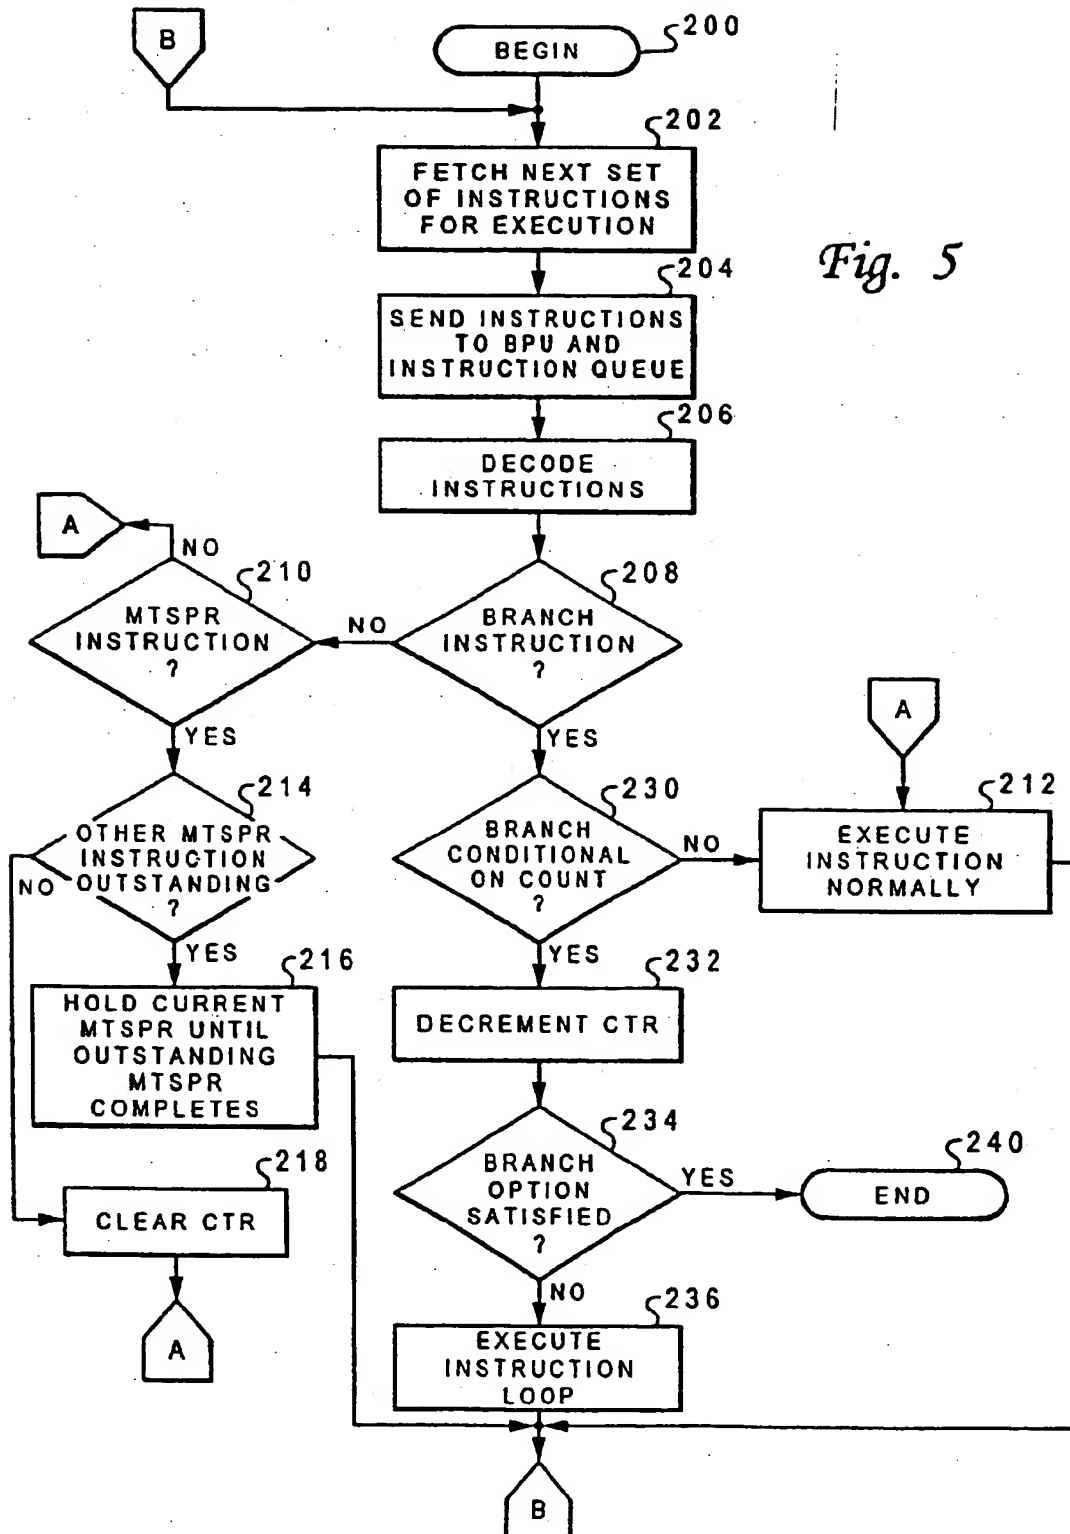 B
BEGIN
200
202
FETCH NEXT SET
OF INSTRUCTIONS
FOR EXECUTION
Fig. 5
204
SEND INSTRUCTIONS
TO BPU AND
INSTRUCTION QUEUE
206
DECODE
INSTRUCTIONS
A
NO
210
MTSPR
INSTRUCTION
?
NO
208
BRANCH
INSTRUCTION
?
YES
YES
A
214
OTHER MTSPR
INSTRUCTION
OUTSTANDING
?
NO
YES
230
BRANCH
CONDITIONAL
ON COUNT
?
NO
YES
212
EXECUTE
INSTRUCTION
NORMALLY
216
HOLD CURRENT
MTSPR UNTIL
OUTSTANDING
MTSPR
COMPLETES
232
DECREMENT CTR
234
BRANCH
OPTION
SATISFIED
?
YES
NO
240
END
218
CLEAR CTR
A
236
EXECUTE
INSTRUCTION
LOOP
B